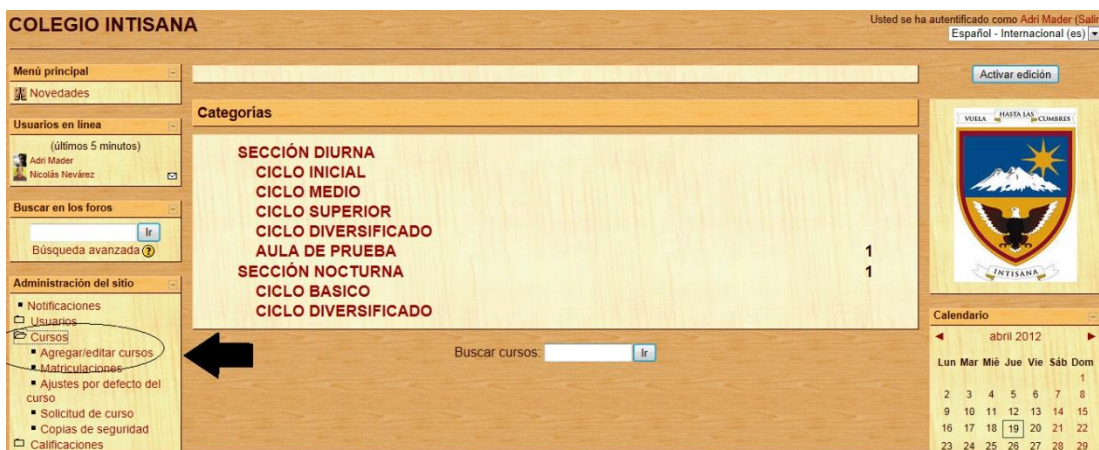 COLEGIO INTISANA
Usted se ha autentificado como Adri Mader (Salir
Español - Internacional (es)
Menú principal
Novedades
Usuarios en línea
(últimos 5 minutos)
Adri Mader
Nicolás Nevárez
Buscar en los foros
Ir
Búsqueda avanzada
Administración del sitio
Notificaciones
Usuarios
Cursos
Agregar/editar cursos
Matriculaciones
Ajustes por defecto del
curso
Solicitud de curso
Copias de seguridad
Calificaciones
Categorías
SECCIÓN DIURNA
CICLO INICIAL
CICLO MEDIO
CICLO SUPERIOR
CICLO DIVERSIFICADO
AULA DE PRUEBA 1
SECCIÓN NOCTURNA 1
CICLO BASICO
CICLO DIVERSIFICADO
Buscar cursos: Ir
Activar edición
VUELA HASTA LAS CUMBRES
INTISANA
Calendario
abril 2012
Lun Mar Mié Jue Vie Sáb Dom
1
2 3 4 5 6 7 8
9 10 11 12 13 14 15
16 17 18 19 20 21 22
23 24 25 26 27 28 29